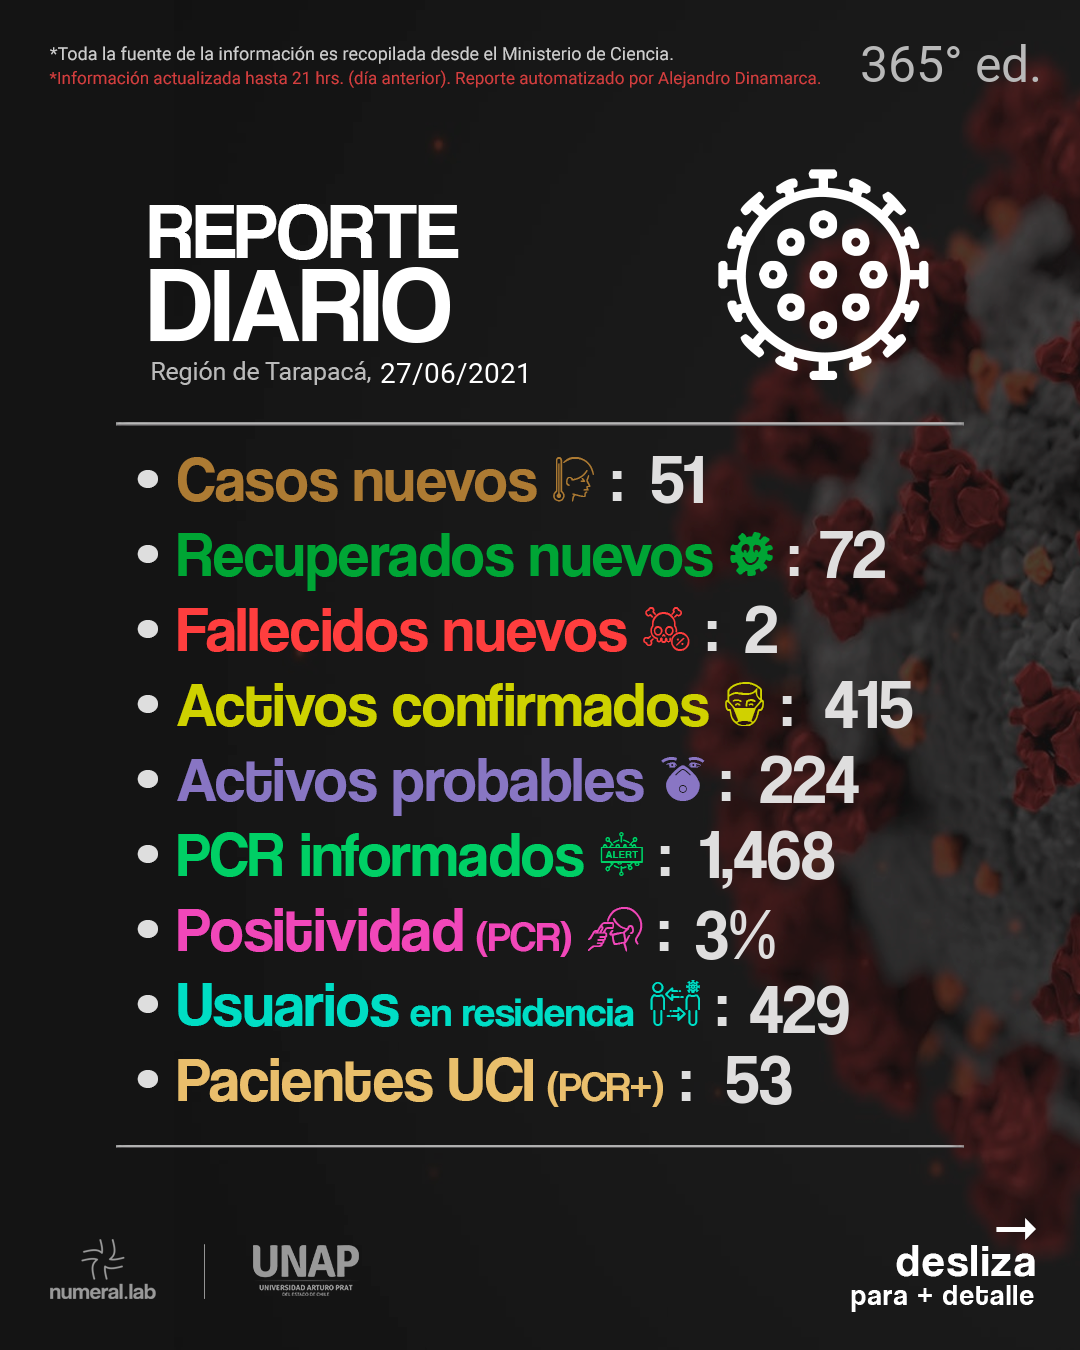 *Toda la fuente de la información es recopilada desde el Ministerio de Ciencia.
*Información actualizada hasta 21 hrs. (día anterior). Reporte automatizado por Alejandro Dinamarca.
365° ed.
REPORTE
DIARIO
Región de Tarapacá, 27/06/2021
• Casos nuevos : 51
• Recuperados nuevos : 72
• Fallecidos nuevos : 2
• Activos confirmados : 415
• Activos probables : 224
• PCR informados ALERT : 1,468
• Positividad (PCR) : 3%
• Usuarios en residencia : 429
• Pacientes UCI (PCR+) : 53
numeral.lab
UNAP
UNIVERSIDAD ARTURO PRAT
DEL ESTADO DE CHILE
desliza
para + detalle